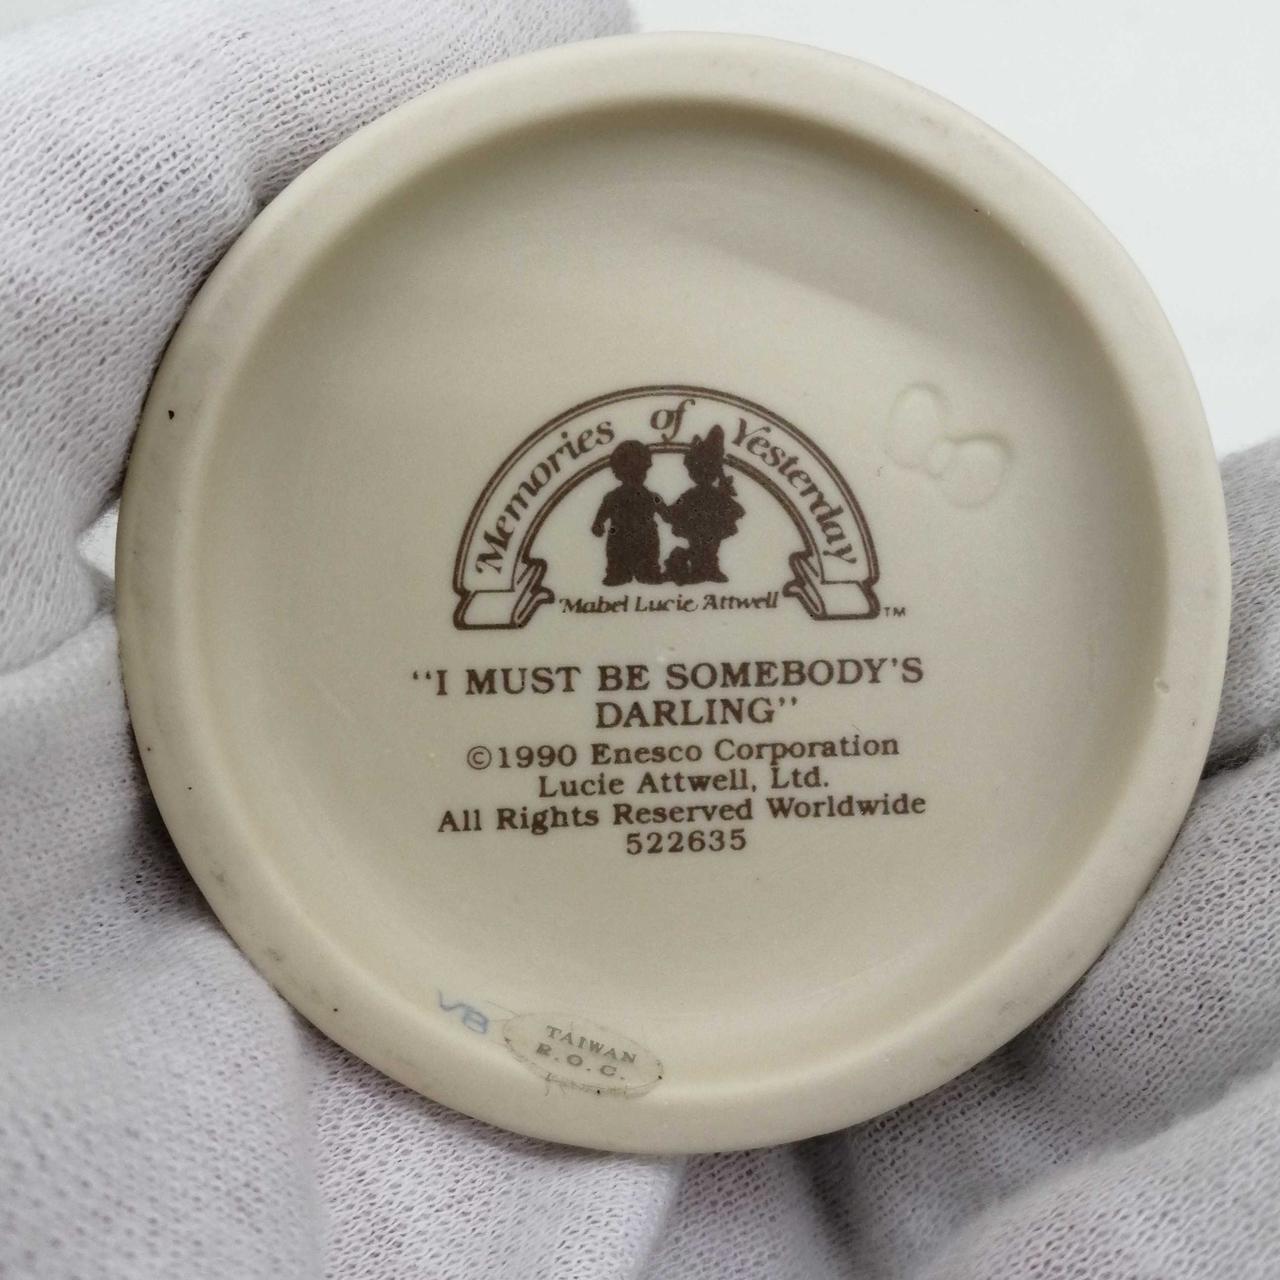 Memories of Yesterday
Mabel Lucie Attwell TM
“I MUST BE SOMEBODY’S
DARLING”
©1990 Enesco Corporation
Lucie Attwell, Ltd.
All Rights Reserved Worldwide
522635
VB
TAIWAN
R.O.C.